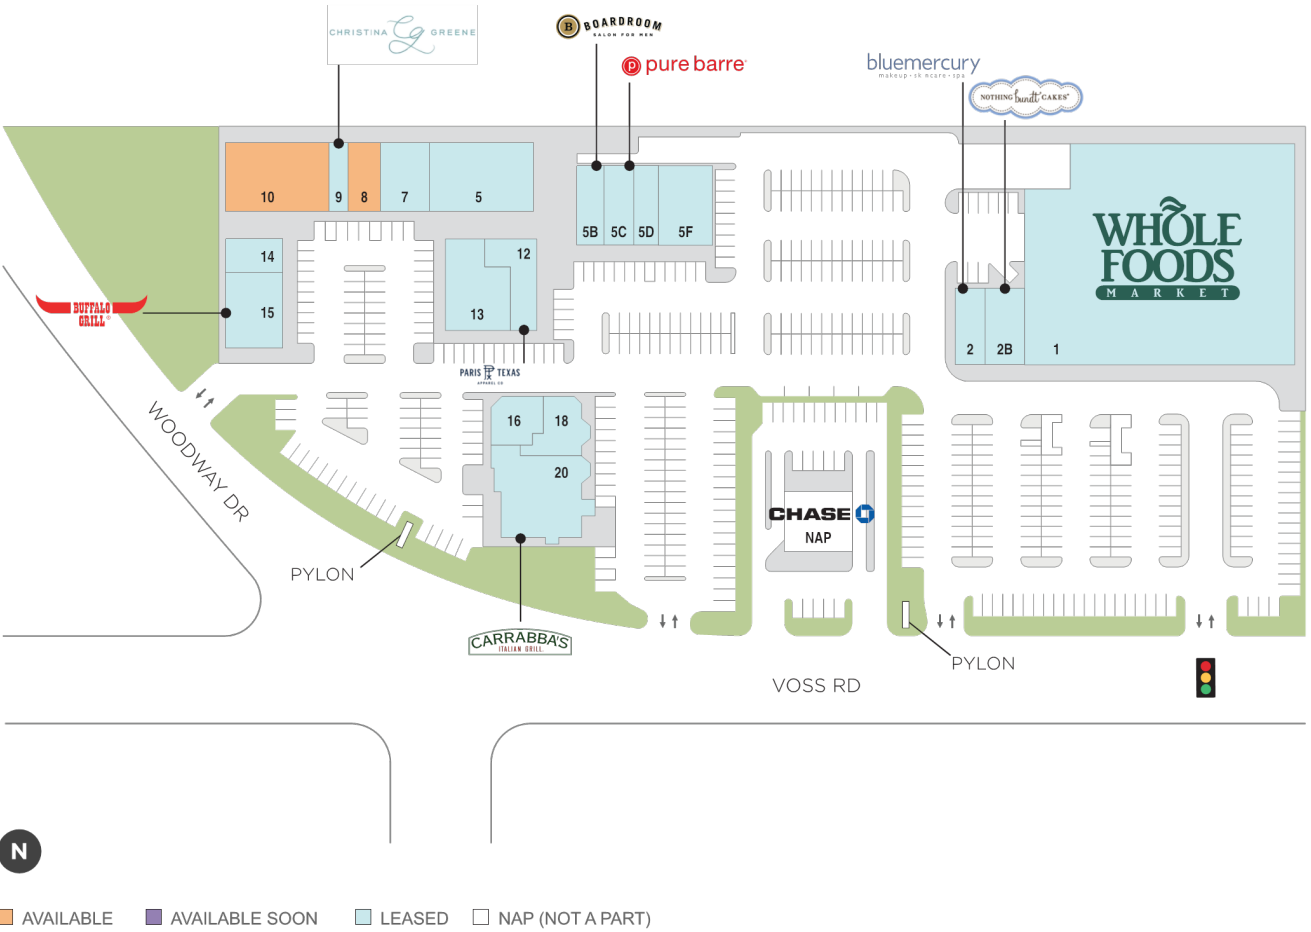 CHRISTINA CG GREENE
B BOARDROOM
SALON FOR MEN
p pure barre
bluemercury
makeup · skincare · spa
NOTHING bundt CAKES
10
9
8
7
5
5B
5C
5D
5F
WHOLE
FOODS
MARKET
14
15
12
13
BUFFALO
GRILL
2
2B
1
PARIS TX TEXAS
APPAREL CO
16
18
20
WOODWAY DR
CHASE
NAP
PYLON
CARRABBA'S
ITALIAN GRILL
PYLON
VOSS RD
N
AVAILABLE
AVAILABLE SOON
LEASED
NAP (NOT A PART)